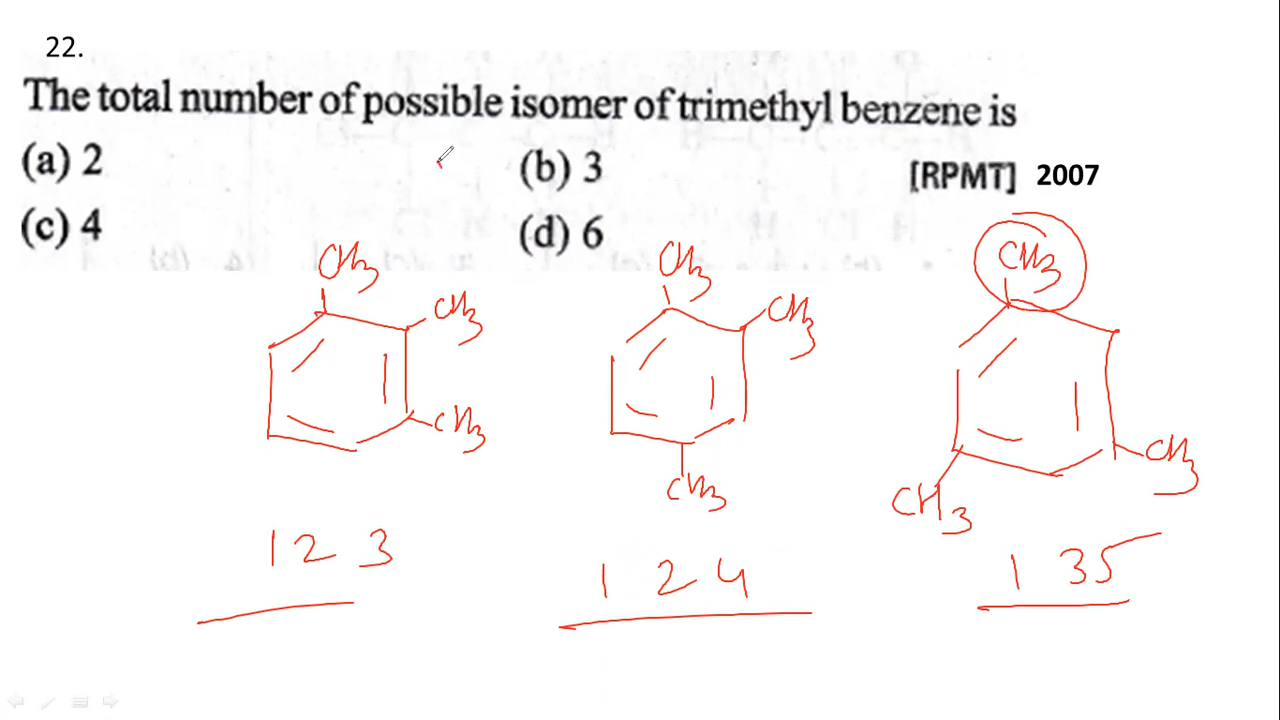 22.
The total number of possible isomer of trimethyl benzene is
(a) 2 (b) 3 [RPMT] 2007
(c) 4 (d) 6
CH3 CH3 CH3
CH3 CH3
CH3 CH3
CH3 CH3
1 2 3 1 2 4 1 3 5